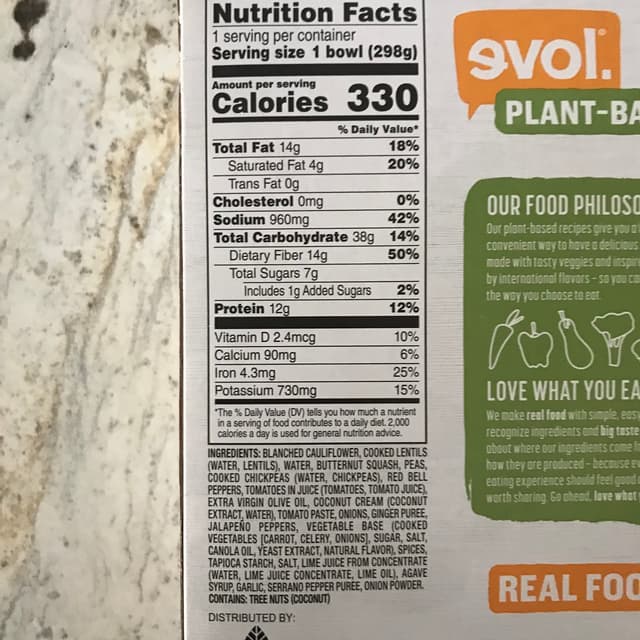 Nutrition Facts
1 serving per container
Serving size 1 bowl (298g)
Amount per serving
Calories 330
% Daily Value*
Total Fat 14g 18%
Saturated Fat 4g 20%
Trans Fat 0g
Cholesterol 0mg 0%
Sodium 960mg 42%
Total Carbohydrate 38g 14%
Dietary Fiber 14g 50%
Total Sugars 7g
Includes 1g Added Sugars 2%
Protein 12g 12%
Vitamin D 2.4mcg 10%
Calcium 90mg 6%
Iron 4.3mg 25%
Potassium 730mg 15%
*The % Daily Value (DV) tells you how much a nutrient
in a serving of food contributes to a daily diet. 2,000
calories a day is used for general nutrition advice.
INGREDIENTS: BLANCHED CAULIFLOWER, COOKED LENTILS
(WATER, LENTILS), WATER, BUTTERNUT SQUASH, PEAS,
COOKED CHICKPEAS (WATER, CHICKPEAS), RED BELL
PEPPERS, TOMATOES IN JUICE (TOMATOES, TOMATO JUICE),
EXTRA VIRGIN OLIVE OIL, COCONUT CREAM (COCONUT
EXTRACT, WATER), TOMATO PASTE, ONIONS, GINGER PUREE,
JALAPEÑO PEPPERS, VEGETABLE BASE (COOKED
VEGETABLES [CARROT, CELERY, ONIONS], SUGAR, SALT,
CANOLA OIL, YEAST EXTRACT, NATURAL FLAVOR), SPICES,
TAPIOCA STARCH, SALT, LIME JUICE FROM CONCENTRATE
(WATER, LIME JUICE CONCENTRATE, LIME OIL), AGAVE
SYRUP, GARLIC, SERRANO PEPPER PUREE, ONION POWDER.
CONTAINS: TREE NUTS (COCONUT)
DISTRIBUTED BY:
evol.
PLANT-BA
OUR FOOD PHILOSO
Our plant-based recipes give you a
convenient way to have a delicious
made with tasty veggies and inspir
by international flavors - so you ca
the way you choose to eat.
LOVE WHAT YOU EA
We make real food with simple, easy
recognize ingredients and big taste
about where our ingredients come
how they are produced - because
eating experience should feel good
worth sharing. Go ahead, love what
REAL FOO